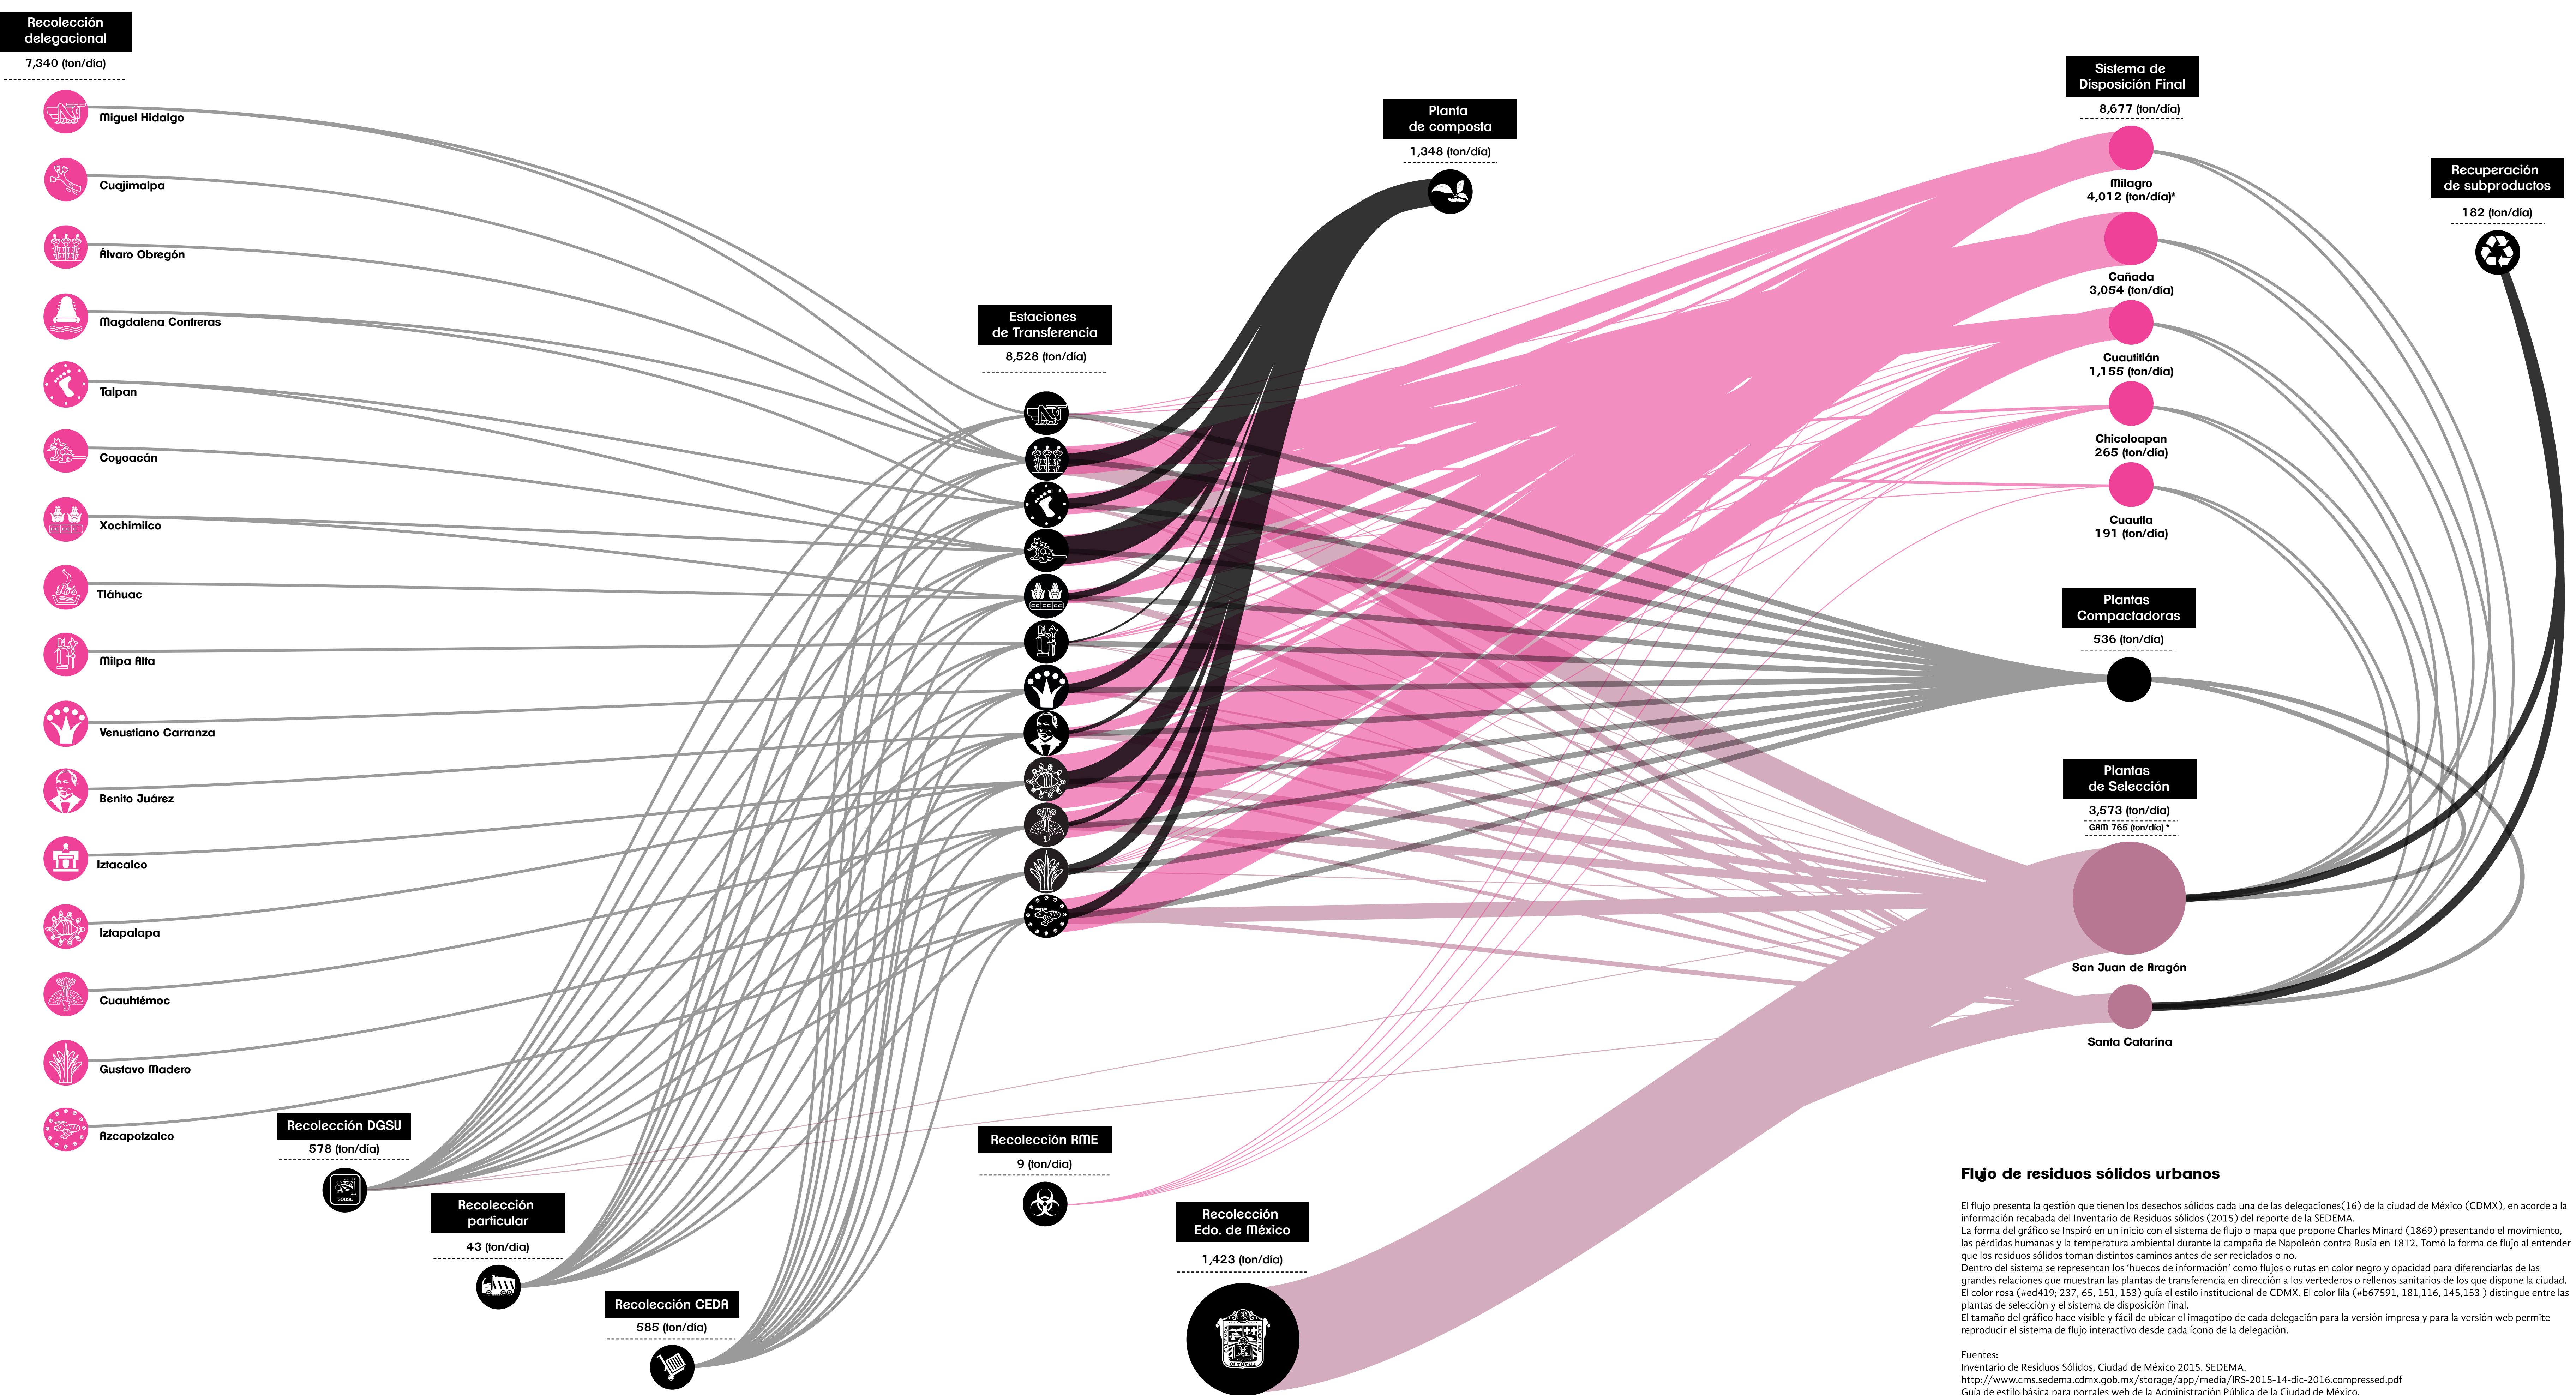 Recolección
delegacional
7,340 (ton/día)
Miguel Hidalgo
Cuajimalpa
Álvaro Obregón
Magdalena Contreras
Talpan
Coyoacán
Xochimilco
Tláhuac
Milpa Alta
Venustiano Carranza
Benito Juárez
Iztacalco
Iztapalapa
Cuauhtémoc
Gustavo Madero
Azcapotzalco
Recolección DGSU
578 (ton/día)
SOBSE
Recolección
particular
43 (ton/día)
Recolección CEDA
585 (ton/día)
Estaciones
de Transferencia
8,528 (ton/día)
Recolección RME
9 (ton/día)
Recolección
Edo. de México
1,423 (ton/día)
Planta
de composta
1,348 (ton/día)
Sistema de
Disposición Final
8,677 (ton/día)
Milagro
4,012 (ton/día)*
Cañada
3,054 (ton/día)
Cuautitlán
1,155 (ton/día)
Chicoloapan
265 (ton/día)
Cuautla
191 (ton/día)
Plantas
Compactadoras
536 (ton/día)
Plantas
de Selección
3,573 (ton/día)
GAM 765 (ton/día) *
San Juan de Aragón
Santa Catarina
Recuperación
de subproductos
182 (ton/día)
Flujo de residuos sólidos urbanos
El flujo presenta la gestión que tienen los desechos sólidos cada una de las delegaciones(16) de la ciudad de México (CDMX), en acorde a la
información recabada del Inventario de Residuos sólidos (2015) del reporte de la SEDEMA.
La forma del gráfico se Inspiró en un inicio con el sistema de flujo o mapa que propone Charles Minard (1869) presentando el movimiento,
las pérdidas humanas y la temperatura ambiental durante la campaña de Napoleón contra Rusia en 1812. Tomó la forma de flujo al entender
que los residuos sólidos toman distintos caminos antes de ser reciclados o no.
Dentro del sistema se representan los 'huecos de información' como flujos o rutas en color negro y opacidad para diferenciarlas de las
grandes relaciones que muestran las plantas de transferencia en dirección a los vertederos o rellenos sanitarios de los que dispone la ciudad.
El color rosa (#ed419; 237, 65, 151, 153) guía el estilo institucional de CDMX. El color lila (#b67591, 181,116, 145,153 ) distingue entre las
plantas de selección y el sistema de disposición final.
El tamaño del gráfico hace visible y fácil de ubicar el imagotipo de cada delegación para la versión impresa y para la versión web permite
reproducir el sistema de flujo interactivo desde cada ícono de la delegación.
Fuentes:
Inventario de Residuos Sólidos, Ciudad de México 2015. SEDEMA.
http://www.cms.sedema.cdmx.gob.mx/storage/app/media/IRS-2015-14-dic-2016.compressed.pdf
Guía de estilo básica para portales web de la Administración Pública de la Ciudad de México.